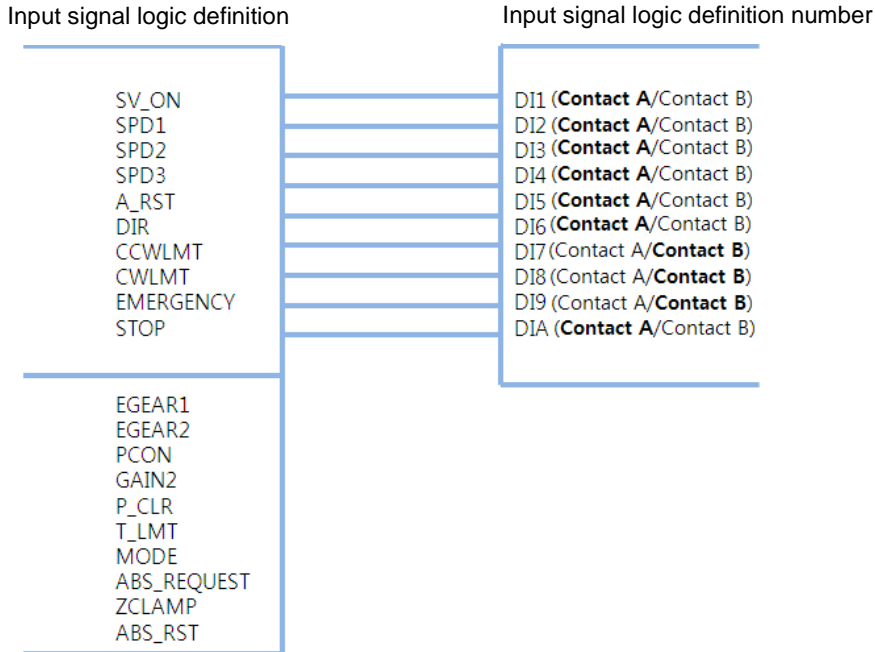 Input signal logic definition
Input signal logic definition number
SV_ON
SPD1
SPD2
SPD3
A_RST
DIR
CCWLMT
CWLMT
EMERGENCY
STOP
DI1 (Contact A/Contact B)
DI2 (Contact A/Contact B)
DI3 (Contact A/Contact B)
DI4 (Contact A/Contact B)
DI5 (Contact A/Contact B)
DI6 (Contact A/Contact B)
DI7 (Contact A/Contact B)
DI8 (Contact A/Contact B)
DI9 (Contact A/Contact B)
DIA (Contact A/Contact B)
EGEAR1
EGEAR2
PCON
GAIN2
P_CLR
T_LMT
MODE
ABS_REQUEST
ZCLAMP
ABS_RST